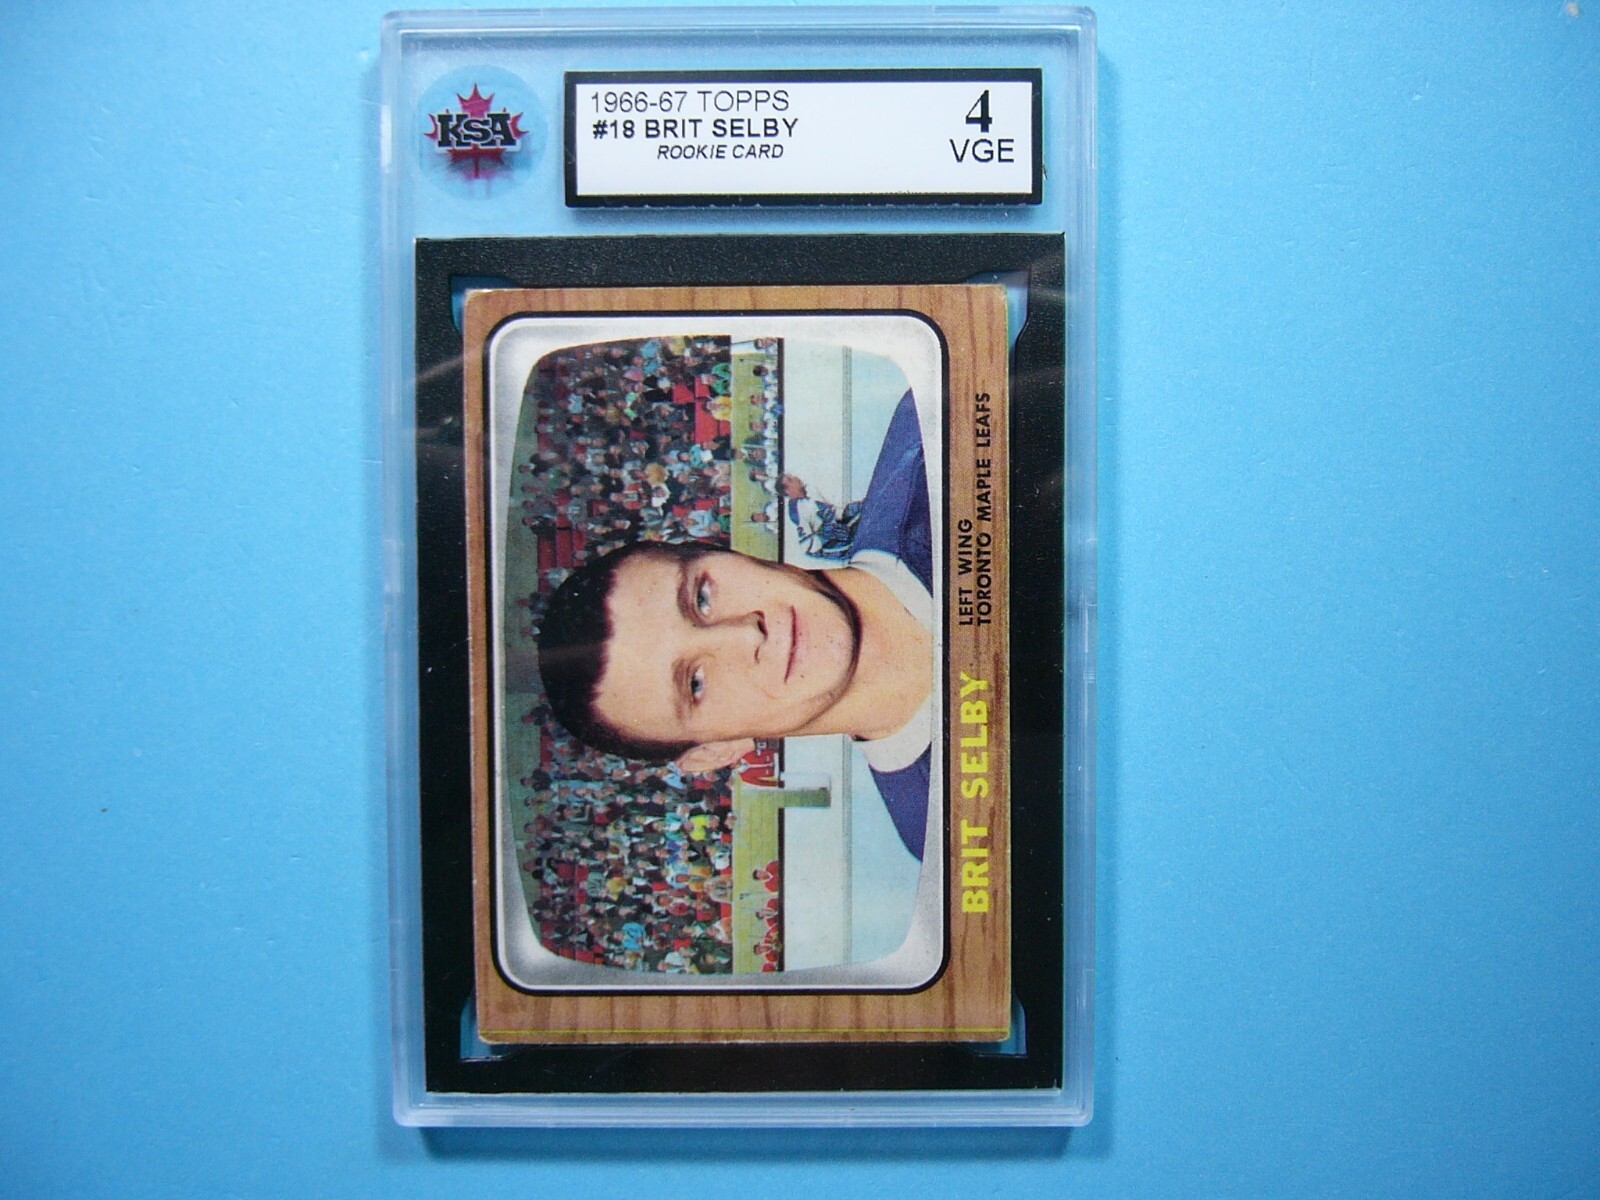 KSA
1966-67 TOPPS
#18 BRIT SELBY
ROOKIE CARD
4
VGE
BRIT SELBY
LEFT WING
TORONTO MAPLE LEAFS